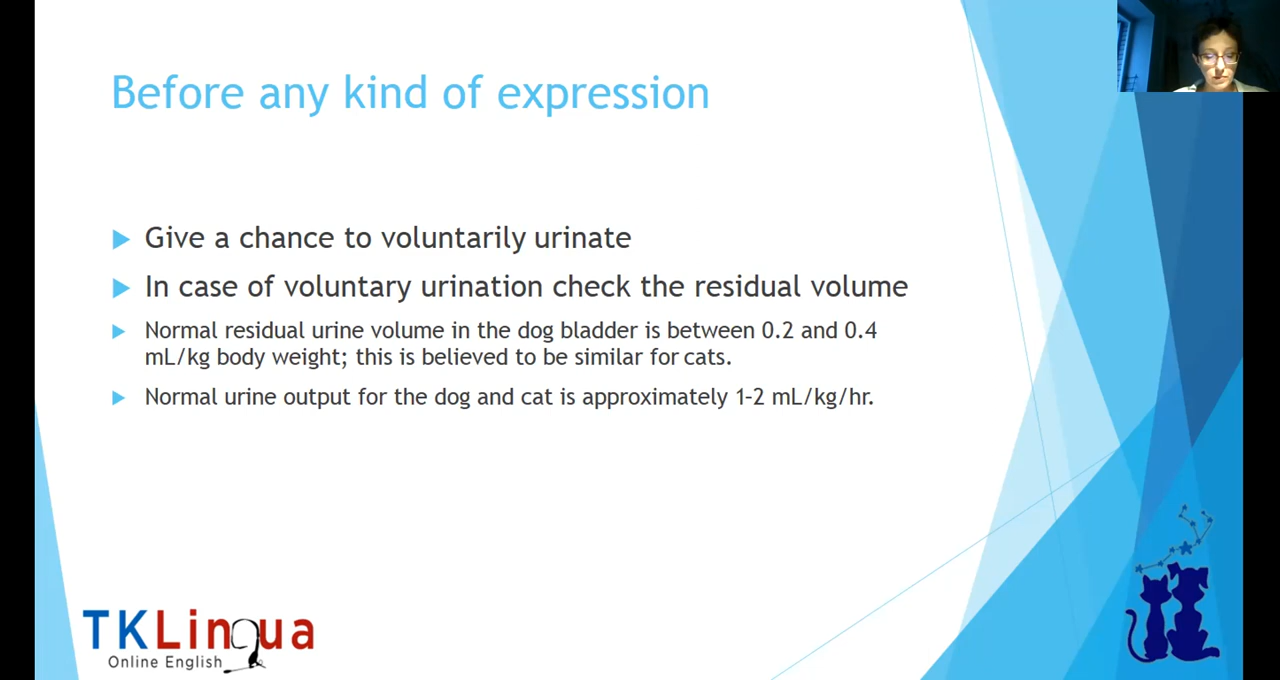 Before any kind of expression
Give a chance to voluntarily urinate
In case of voluntary urination check the residual volume
Normal residual urine volume in the dog bladder is between 0.2 and 0.4
mL/kg body weight; this is believed to be similar for cats.
Normal urine output for the dog and cat is approximately 1-2 mL/kg/hr.
TKLingua
Online English